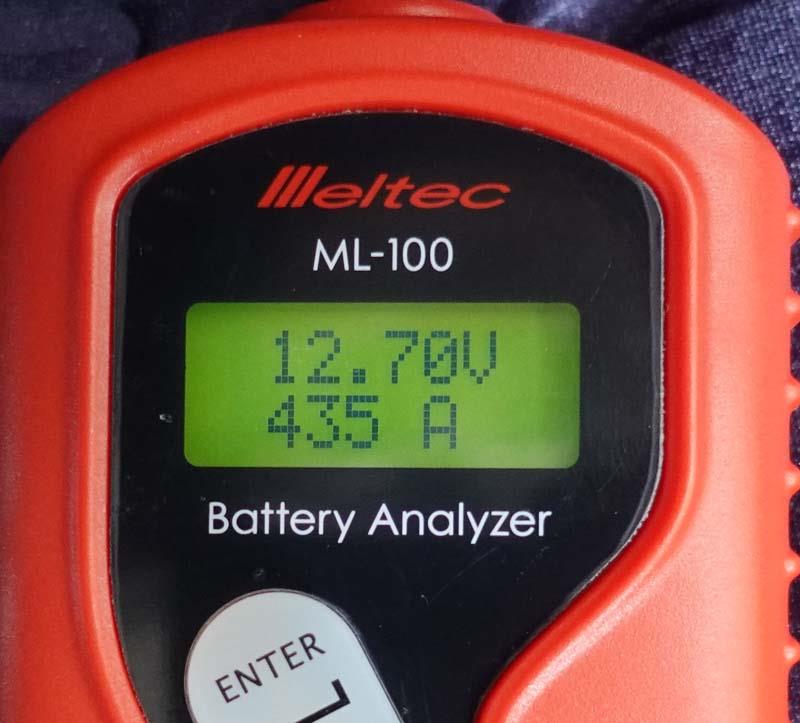 Meltec
ML-100
12.70V
435 A
Battery Analyzer
ENTER